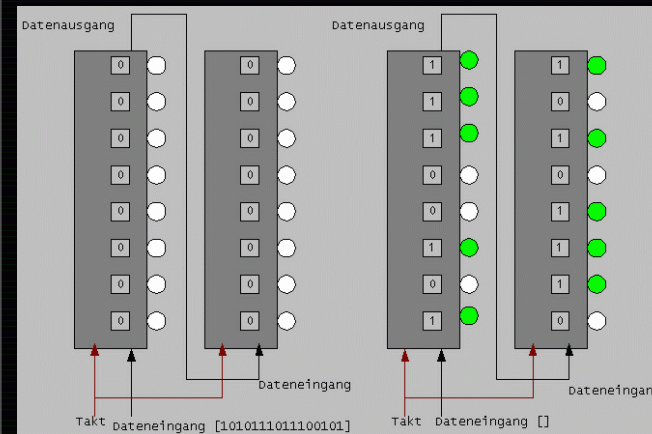 Datenausgang
Datenausgang
0 0 1 1
0 0 1 0
0 0 1 1
0 0 0 0
0 0 0 1
0 0 1 1
0 0 0 1
0 0 1 0
Dateneingang
Dateneingan
Takt Dateneingang [1010111011100101]
Takt Dateneingang []